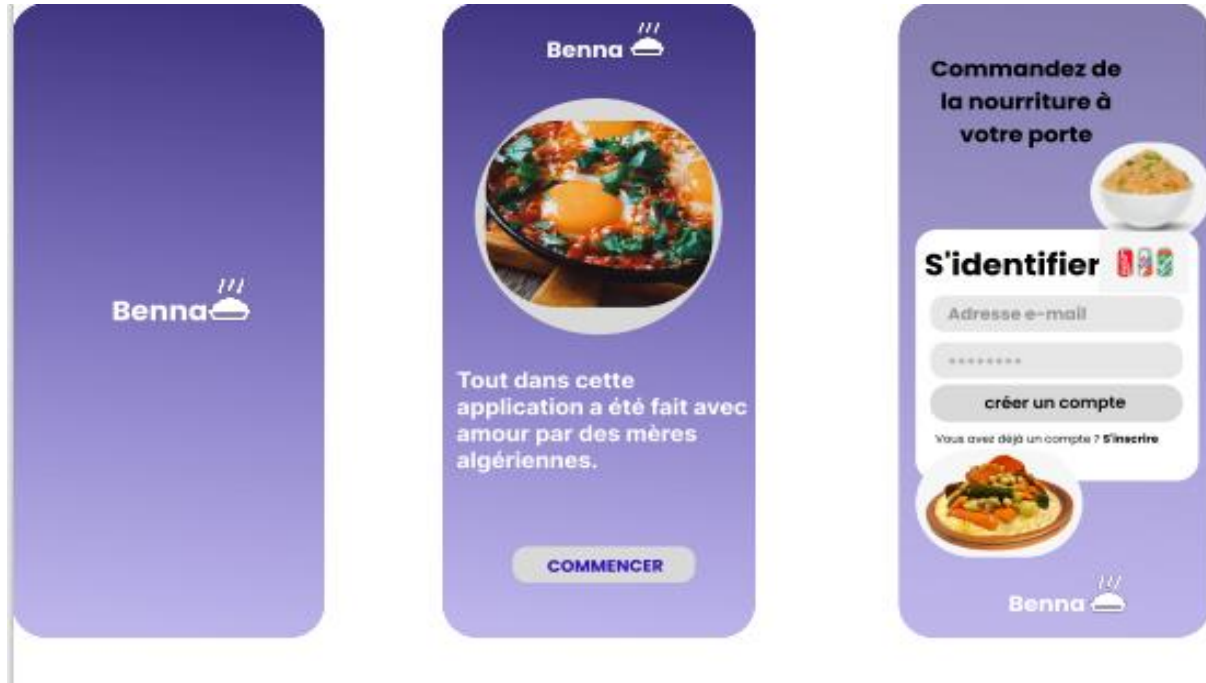 Benna
Benna
Tout dans cette
application a été fait avec
amour par des mères
algériennes.
COMMENCER
Commandez de
la nourriture à
votre porte
S'identifier
Adresse e-mail
********
créer un compte
Vous avez déjà un compte ? S'inscrire
Benna